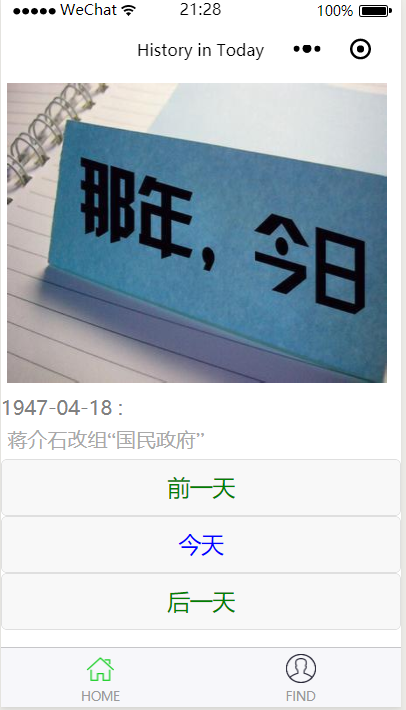 WeChat 21:28 100%
History in Today
那年，今日
1947-04-18 :
蒋介石改组“国民政府”
前一天
今天
后一天
HOME FIND